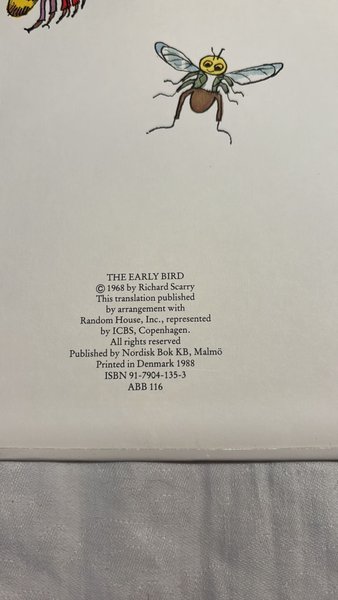 THE EARLY BIRD
© 1968 by Richard Scarry
This translation published
by arrangement with
Random House, Inc., represented
by ICBS, Copenhagen.
All rights reserved
Published by Nordisk Bok KB, Malmö
Printed in Denmark 1988
ISBN 91-7904-135-3
ABB 116